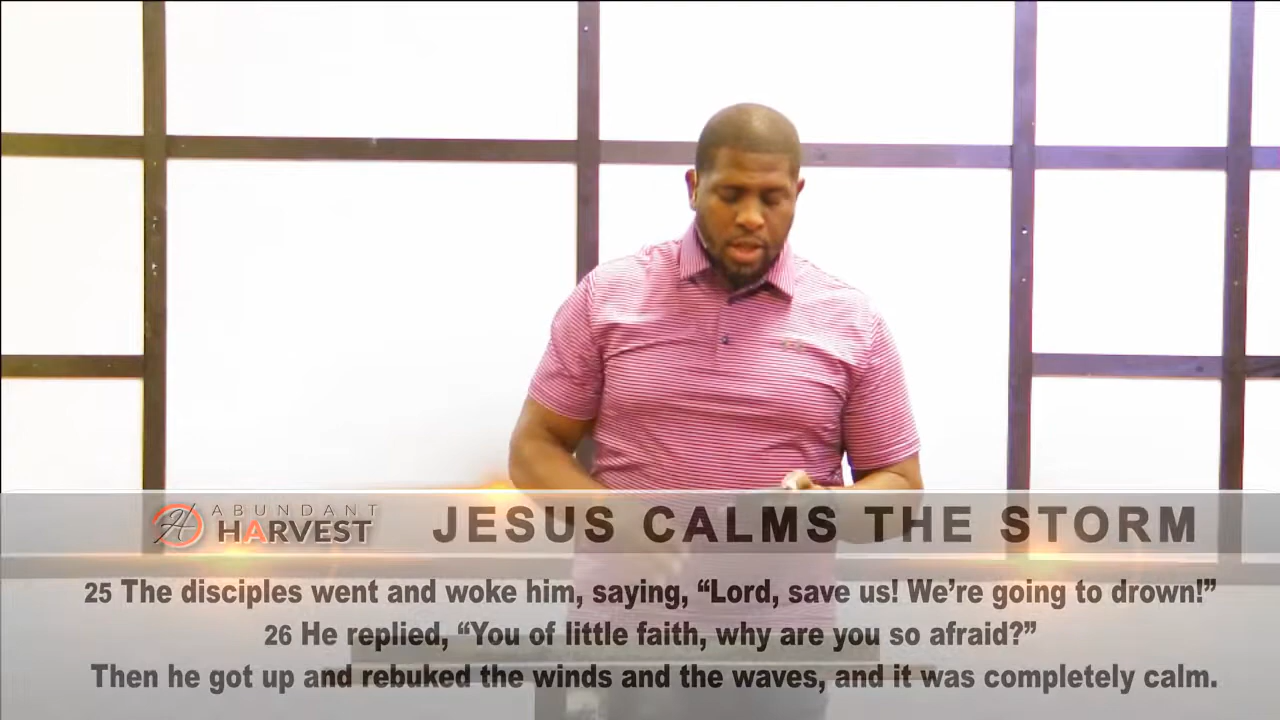 ABUNDANT
HARVEST
JESUS CALMS THE STORM
25 The disciples went and woke him, saying, “Lord, save us! We’re going to drown!”
26 He replied, “You of little faith, why are you so afraid?”
Then he got up and rebuked the winds and the waves, and it was completely calm.